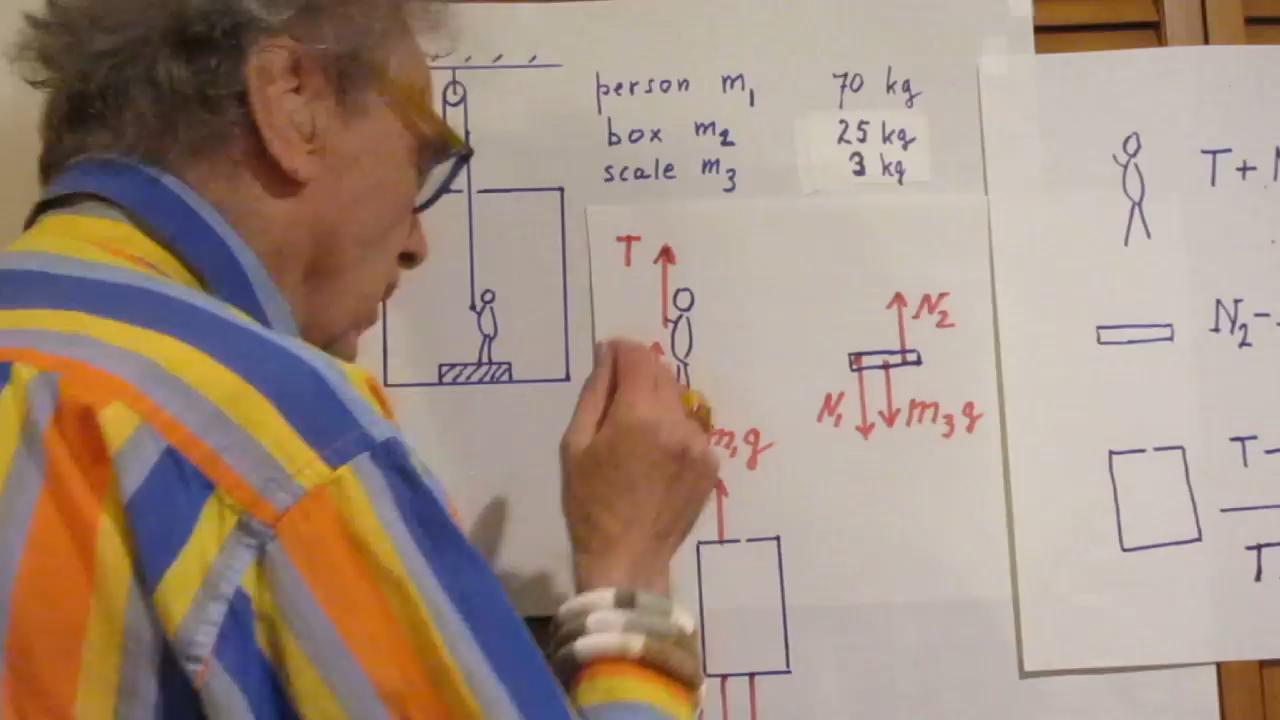 person m₁ 70 kg
box m₂ 25 kg
scale m₃ 3 kg
T
N₂
N₁ m₃g
m₁g
T+
N₂-
T-
T